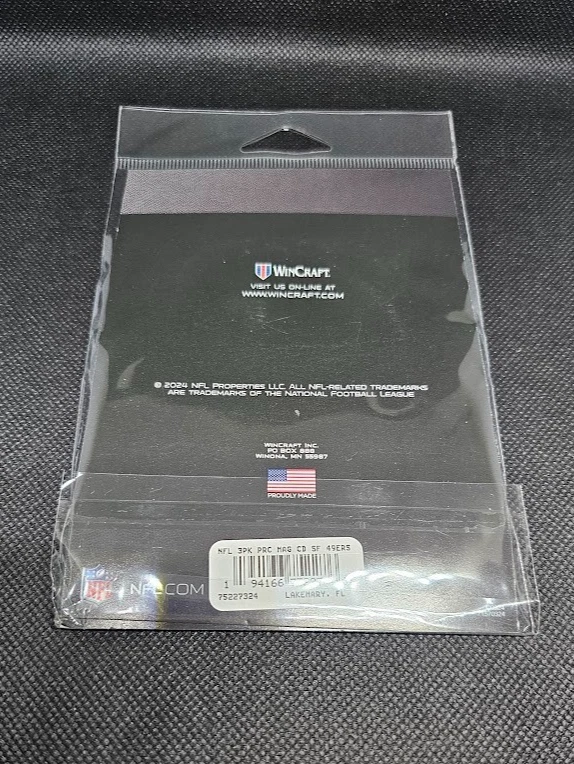 WINCRAFT
VISIT US ON-LINE AT
WWW.WINCRAFT.COM
© 2024 NFL PROPERTIES LLC. ALL NFL-RELATED TRADEMARKS
ARE TRADEMARKS OF THE NATIONAL FOOTBALL LEAGUE
WINCRAFT INC.
PO BOX 888
WINONA, MN 55987
PROUDLY MADE
NFL 3PK PRC MAG CD SF 49ERS
1 94166
75227324 LAKEMARY, FL
NFL.COM